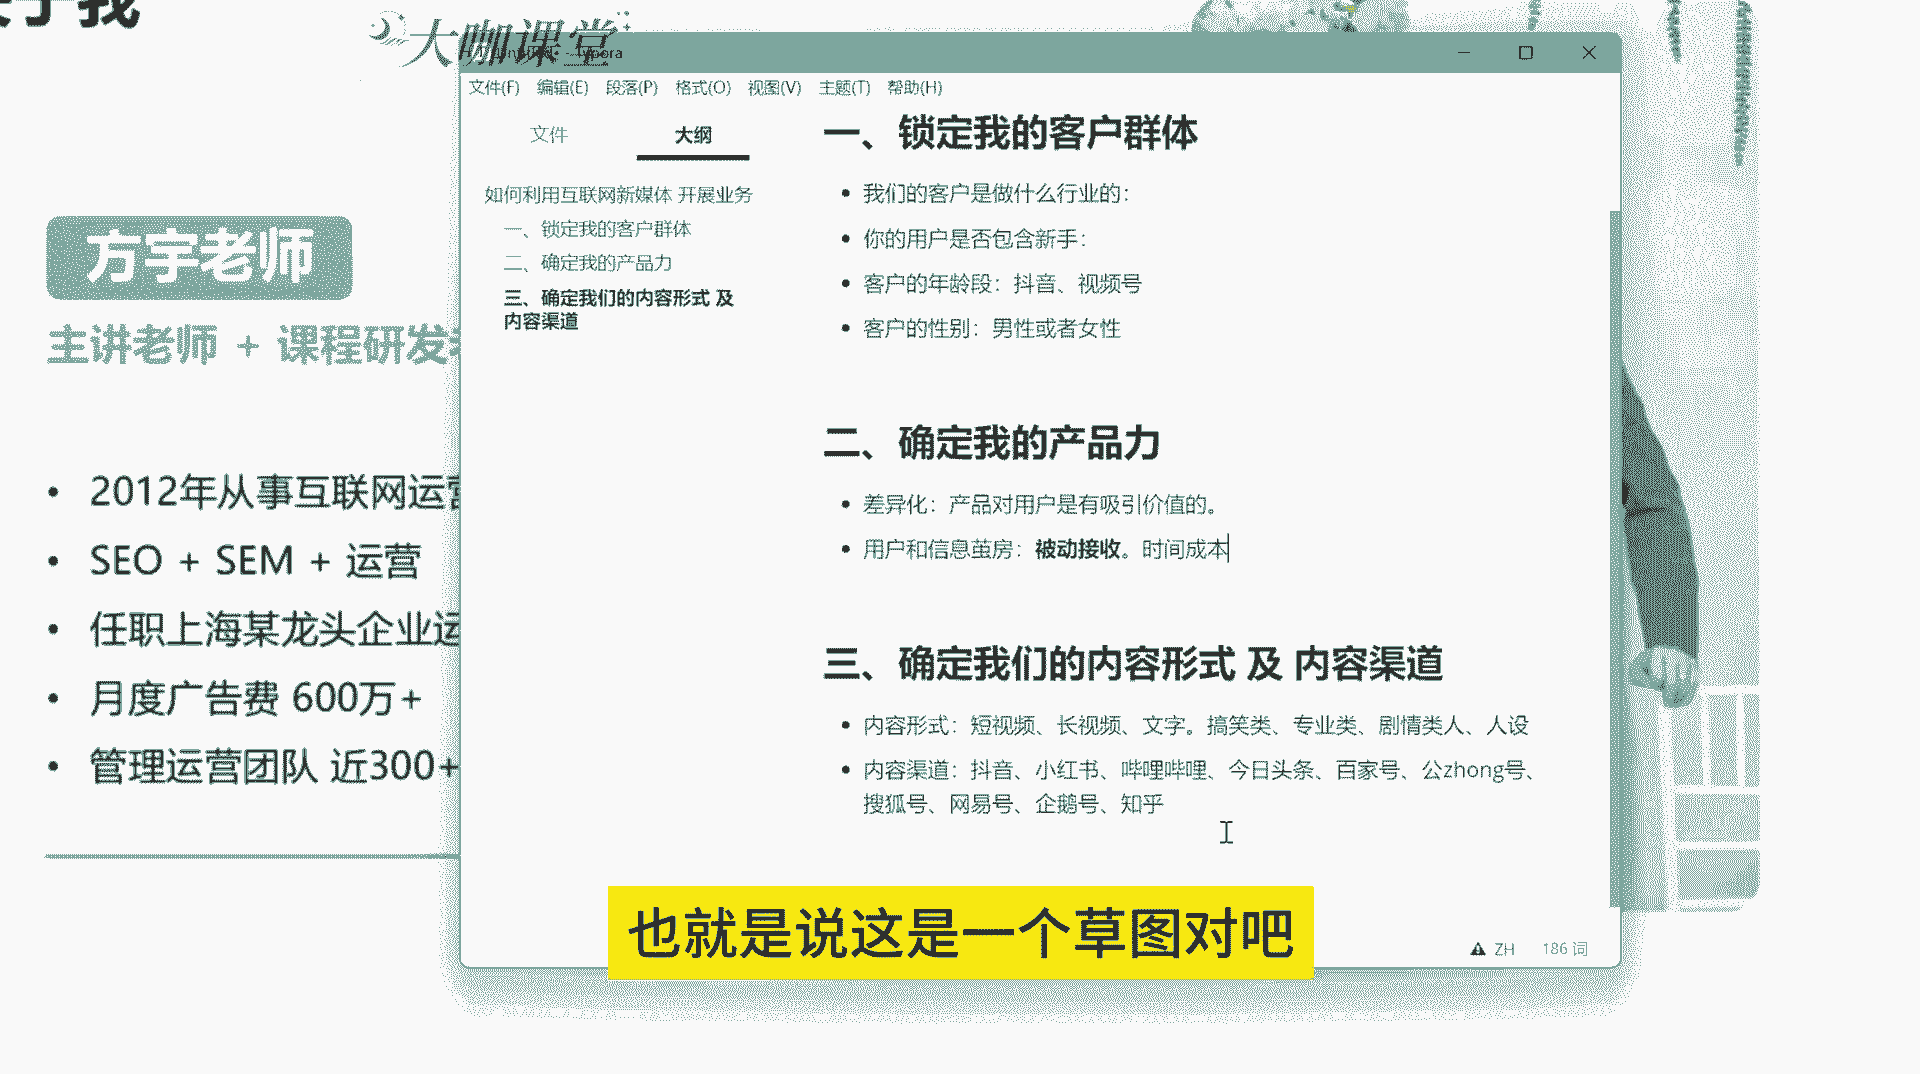 于我
大咖课堂
Typora
文件(F) 编辑(E) 段落(P) 格式(O) 视图(V) 主题(T) 帮助(H)
文件 大纲
如何利用互联网新媒体 开展业务
一、锁定我的客户群体
二、确定我的产品力
三、确定我们的内容形式 及
内容渠道
一、锁定我的客户群体
我们的客户是做什么行业的：
你的用户是否包含新手：
客户的年龄段：抖音、视频号
客户的性别：男性或者女性
二、确定我的产品力
差异化：产品对用户是有吸引价值的。
用户和信息茧房：被动接收。时间成本
三、确定我们的内容形式 及 内容渠道
内容形式：短视频、长视频、文字。搞笑类、专业类、剧情类人、人设
内容渠道：抖音、小红书、哔哩哔哩、今日头条、百家号、公zhong号、
搜狐号、网易号、企鹅号、知乎
ZH 186 词
方宇老师
主讲老师 + 课程研发
2012年从事互联网运营
SEO + SEM + 运营
任职上海某龙头企业运
月度广告费 600万+
管理运营团队 近300+
也就是说这是一个草图对吧